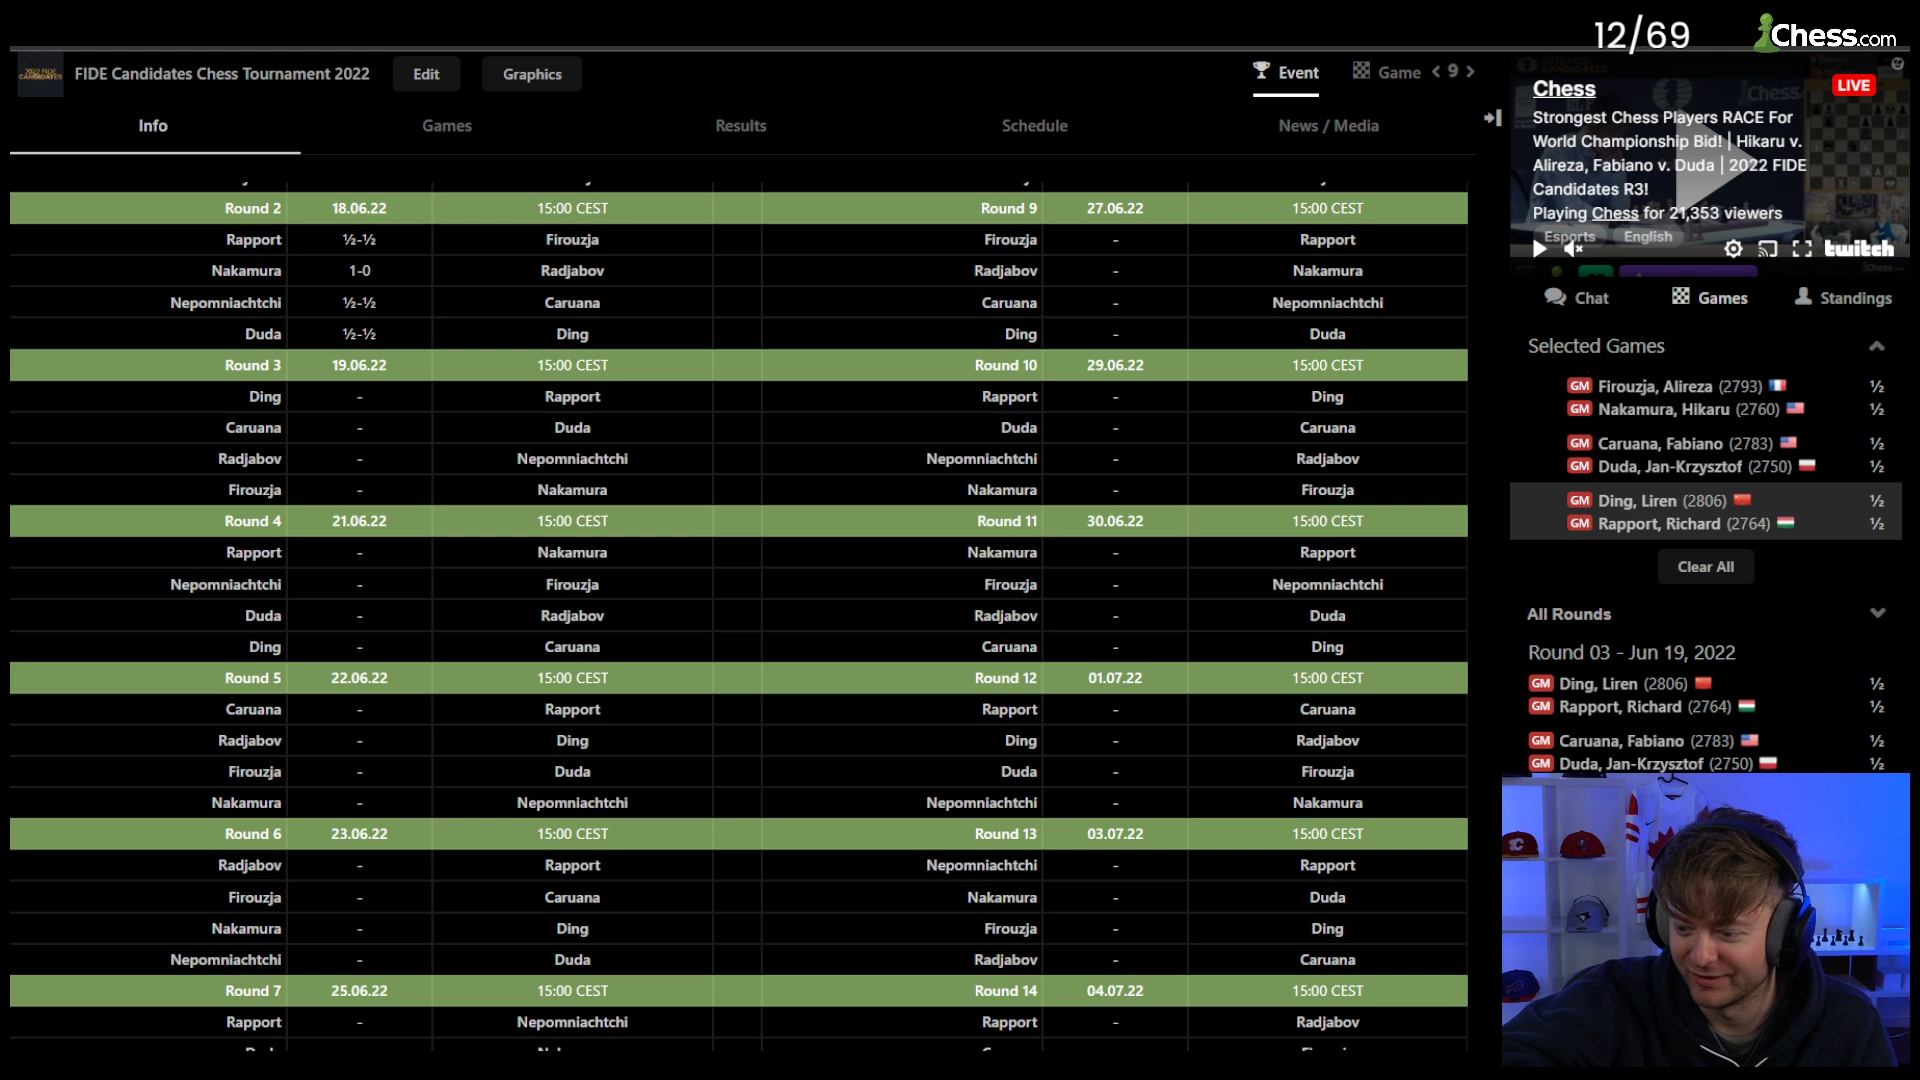 12/69
Chess.com
FIDE Candidates Chess Tournament 2022
Edit
Graphics
Event
Game
9
Info
Games
Results
Schedule
News / Media
Round 2 18.06.22 15:00 CEST Round 9 27.06.22 15:00 CEST
Rapport ½-½ Firouzja Firouzja - Rapport
Nakamura 1-0 Radjabov Radjabov - Nakamura
Nepomniachtchi ½-½ Caruana Caruana - Nepomniachtchi
Duda ½-½ Ding Ding - Duda
Round 3 19.06.22 15:00 CEST Round 10 29.06.22 15:00 CEST
Ding - Rapport Rapport - Ding
Caruana - Duda Duda - Caruana
Radjabov - Nepomniachtchi Nepomniachtchi - Radjabov
Firouzja - Nakamura Nakamura - Firouzja
Round 4 21.06.22 15:00 CEST Round 11 30.06.22 15:00 CEST
Rapport - Nakamura Nakamura - Rapport
Nepomniachtchi - Firouzja Firouzja - Nepomniachtchi
Duda - Radjabov Radjabov - Duda
Ding - Caruana Caruana - Ding
Round 5 22.06.22 15:00 CEST Round 12 01.07.22 15:00 CEST
Caruana - Rapport Rapport - Caruana
Radjabov - Ding Ding - Radjabov
Firouzja - Duda Duda - Firouzja
Nakamura - Nepomniachtchi Nepomniachtchi - Nakamura
Round 6 23.06.22 15:00 CEST Round 13 03.07.22 15:00 CEST
Radjabov - Rapport Nepomniachtchi - Rapport
Firouzja - Caruana Nakamura - Duda
Nakamura - Ding Firouzja - Ding
Nepomniachtchi - Duda Radjabov - Caruana
Round 7 25.06.22 15:00 CEST Round 14 04.07.22 15:00 CEST
Rapport - Nepomniachtchi Rapport - Radjabov
Chess
LIVE
Strongest Chess Players RACE For
World Championship Bid! | Hikaru v.
Alireza, Fabiano v. Duda | 2022 FIDE
Candidates R3!
Playing Chess for 21,353 viewers
Esports English
twitch
Chat
Games
Standings
Selected Games
GM Firouzja, Alireza (2793) ½
GM Nakamura, Hikaru (2760) ½
GM Caruana, Fabiano (2783) ½
GM Duda, Jan-Krzysztof (2750) ½
GM Ding, Liren (2806) ½
GM Rapport, Richard (2764) ½
Clear All
All Rounds
Round 03 - Jun 19, 2022
GM Ding, Liren (2806) ½
GM Rapport, Richard (2764) ½
GM Caruana, Fabiano (2783) ½
GM Duda, Jan-Krzysztof (2750) ½